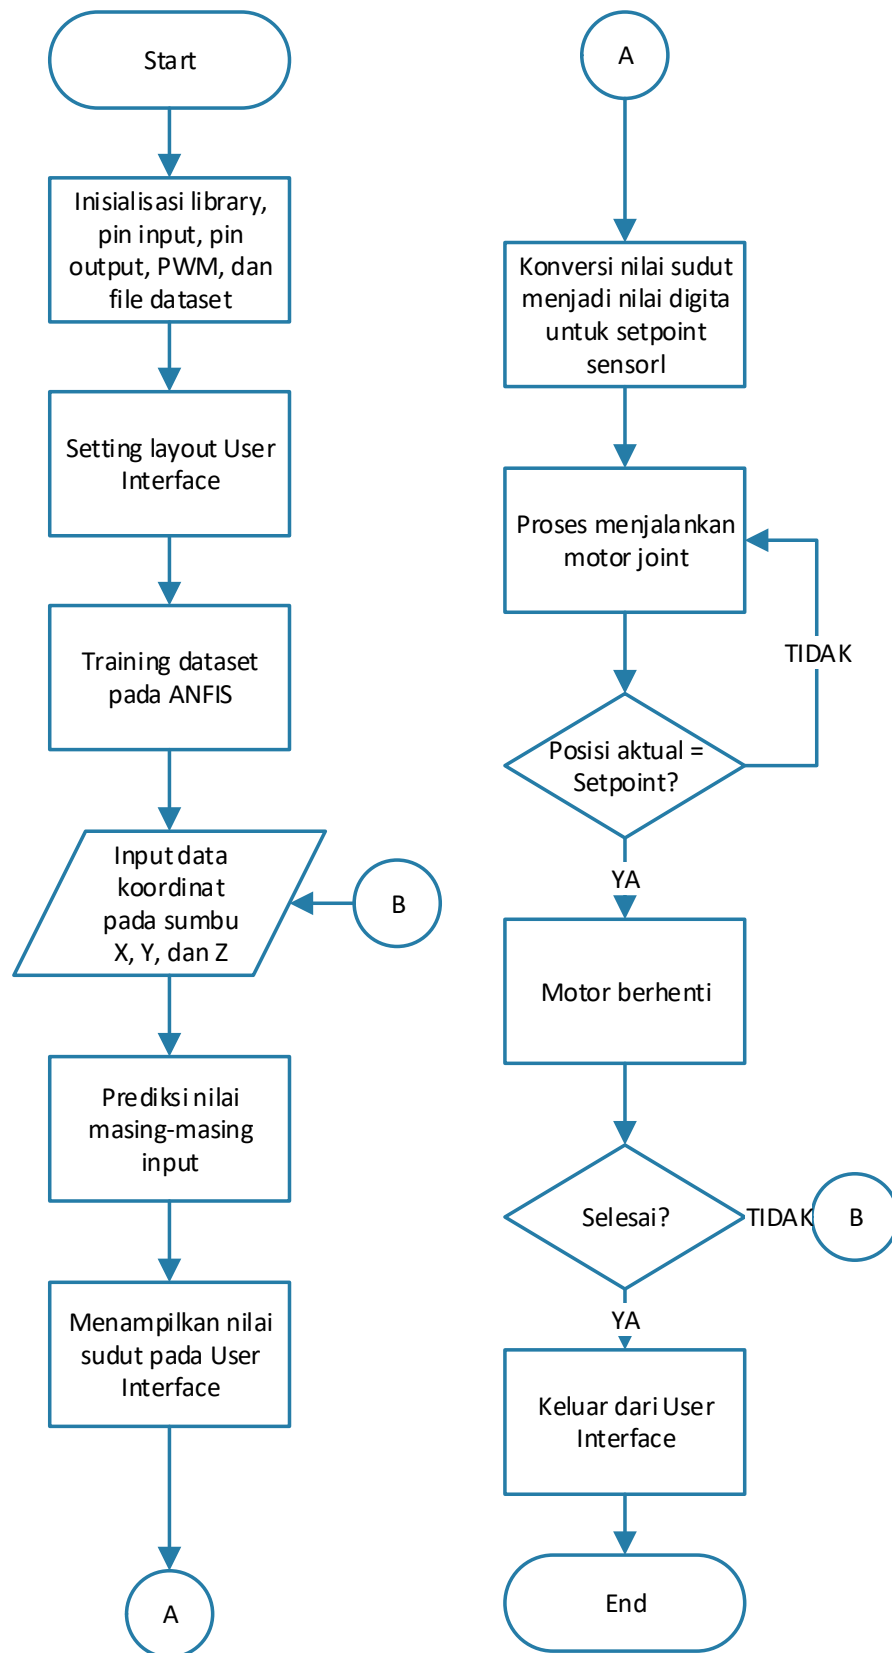 Start
Inisialisasi library,
pin input, pin
output, PWM, dan
file dataset
Setting layout User
Interface
Training dataset
pada ANFIS
Input data
koordinat
pada sumbu
X, Y, dan Z
B
Prediksi nilai
masing-masing
input
Menampilkan nilai
sudut pada User
Interface
A
A
Konversi nilai sudut
menjadi nilai digita
untuk setpoint
sensorl
Proses menjalankan
motor joint
TIDAK
Posisi aktual =
Setpoint?
YA
Motor berhenti
Selesai?
TIDAK
B
YA
Keluar dari User
Interface
End